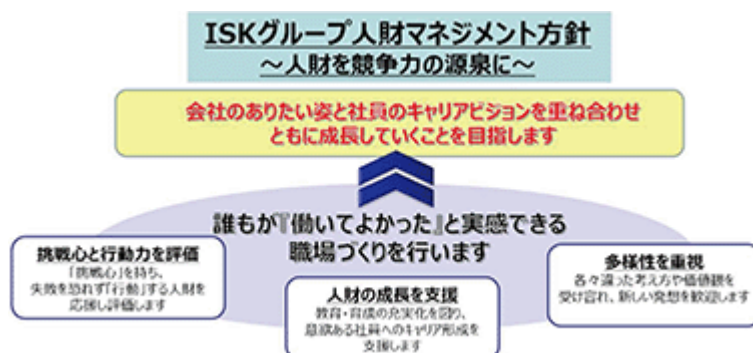 ISKグループ人財マネジメント方針
～人財を競争力の源泉に～
会社のありたい姿と社員のキャリアビジョンを重ね合わせ
ともに成長していくことを目指します
誰もが『働いてよかった』と実感できる
職場づくりを行います
挑戦心と行動力を評価
「挑戦心」を持ち、
失敗を恐れず「行動」する人財を
応援し評価します
人財の成長を支援
教育・育成の充実化を図り、
意欲ある社員へのキャリア形成を
支援します
多様性を重視
各々違った考え方や価値観を
受け容れ、新しい発想を歓迎します